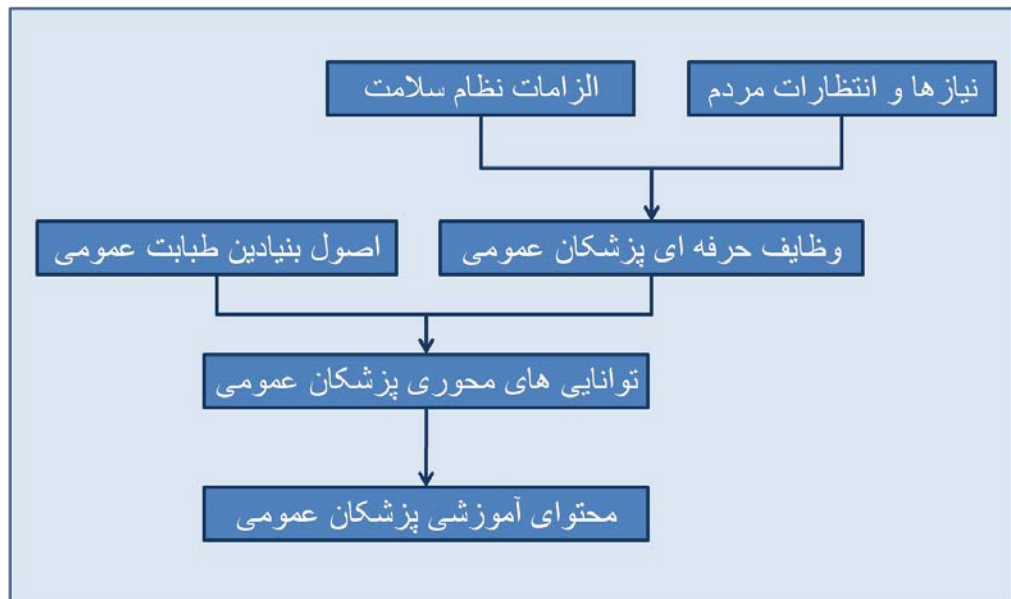 نیازها و انتظارات مردم
الزامات نظام سلامت
وظایف حرفه ای پزشکان عمومی
اصول بنیادین طبابت عمومی
توانایی های محوری پزشکان عمومی
محتوای آموزشی پزشکان عمومی